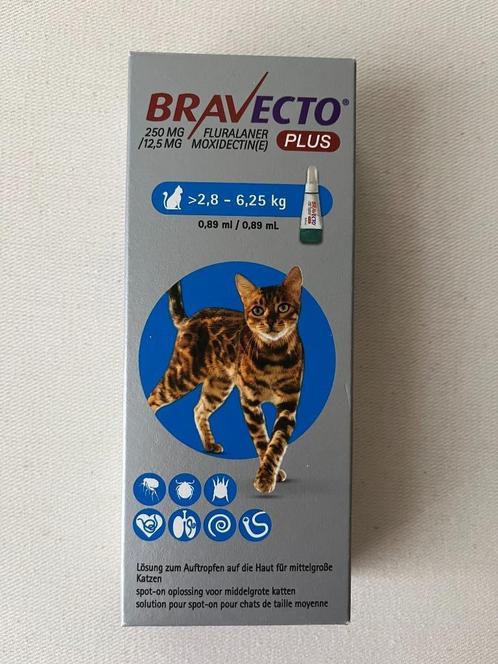 BRAVECTO®
250 MG FLURALANER
/12,5 MG MOXIDECTIN(E)
PLUS
>2,8 – 6,25 kg
0,89 ml / 0,89 mL
BRAVECTO
Lösung zum Auftropfen auf die Haut für mittelgroße
Katzen
spot-on oplossing voor middelgrote katten
solution pour spot-on pour chats de taille moyenne